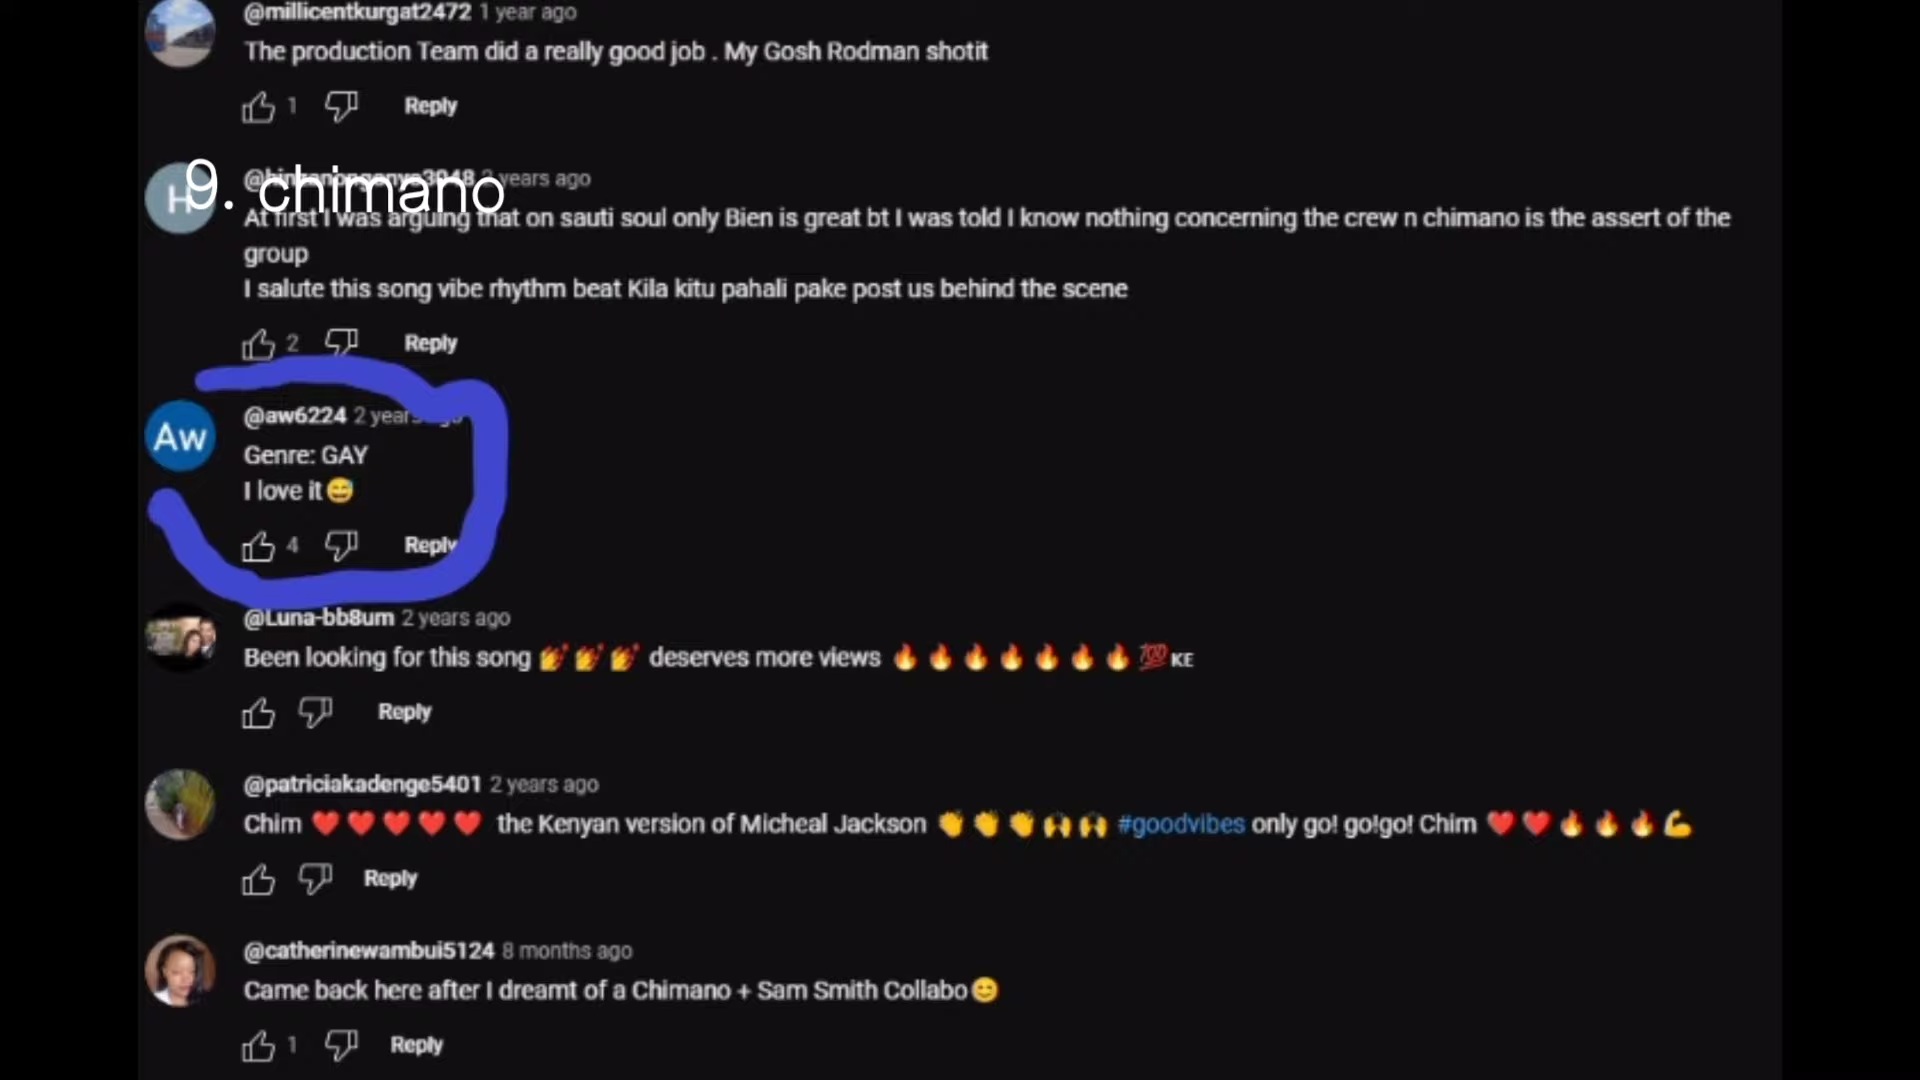 @millicentkurgat2472 1 year ago
The production Team did a really good job . My Gosh Rodman shotit
1 Reply
9. chimano
H
years ago
At first I was arguing that on sauti soul only Bien is great bt I was told I know nothing concerning the crew n chimano is the assert of the
group
I salute this song vibe rhythm beat Kila kitu pahali pake post us behind the scene
2 Reply
Aw
@aw6224 2 years ago
Genre: GAY
I love it😅
4 Reply
@Luna-bb8um 2 years ago
Been looking for this song 💅💅💅 deserves more views 🔥🔥🔥🔥🔥🔥🔥💯KE
Reply
@patriciakadenge5401 2 years ago
Chim ❤️❤️❤️❤️❤️ the Kenyan version of Micheal Jackson 👏👏👏🙌🙌 #goodvibes only go! go!go! Chim ❤️❤️🔥🔥🔥💪
Reply
@catherinewambui5124 8 months ago
Came back here after I dreamt of a Chimano + Sam Smith Collabo😊
1 Reply